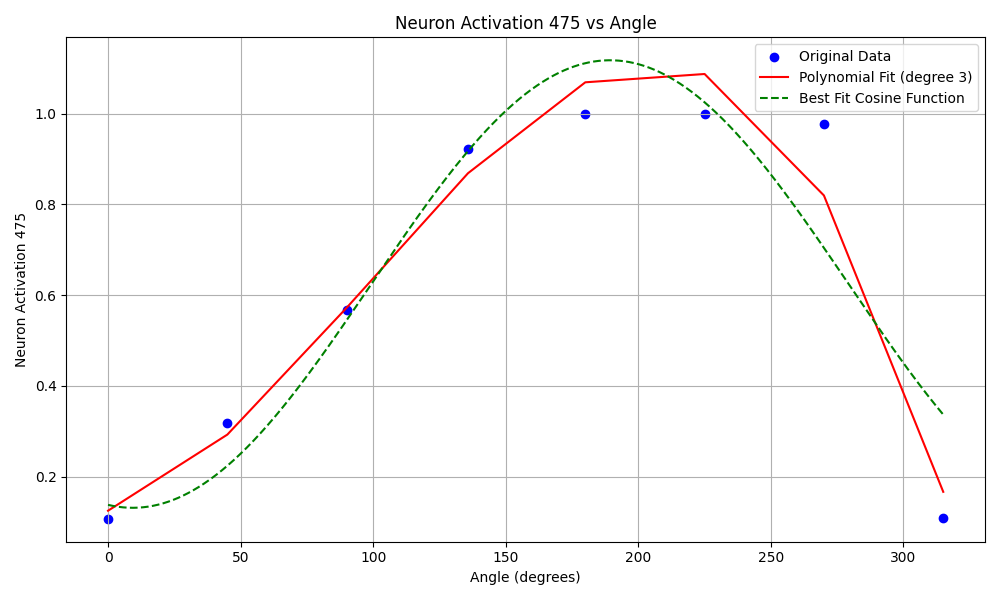 Neuron Activation 475 vs Angle
Original Data
Polynomial Fit (degree 3)
Best Fit Cosine Function
Neuron Activation 475
1.0
0.8
0.6
0.4
0.2
0
50
100
150
200
250
300
Angle (degrees)